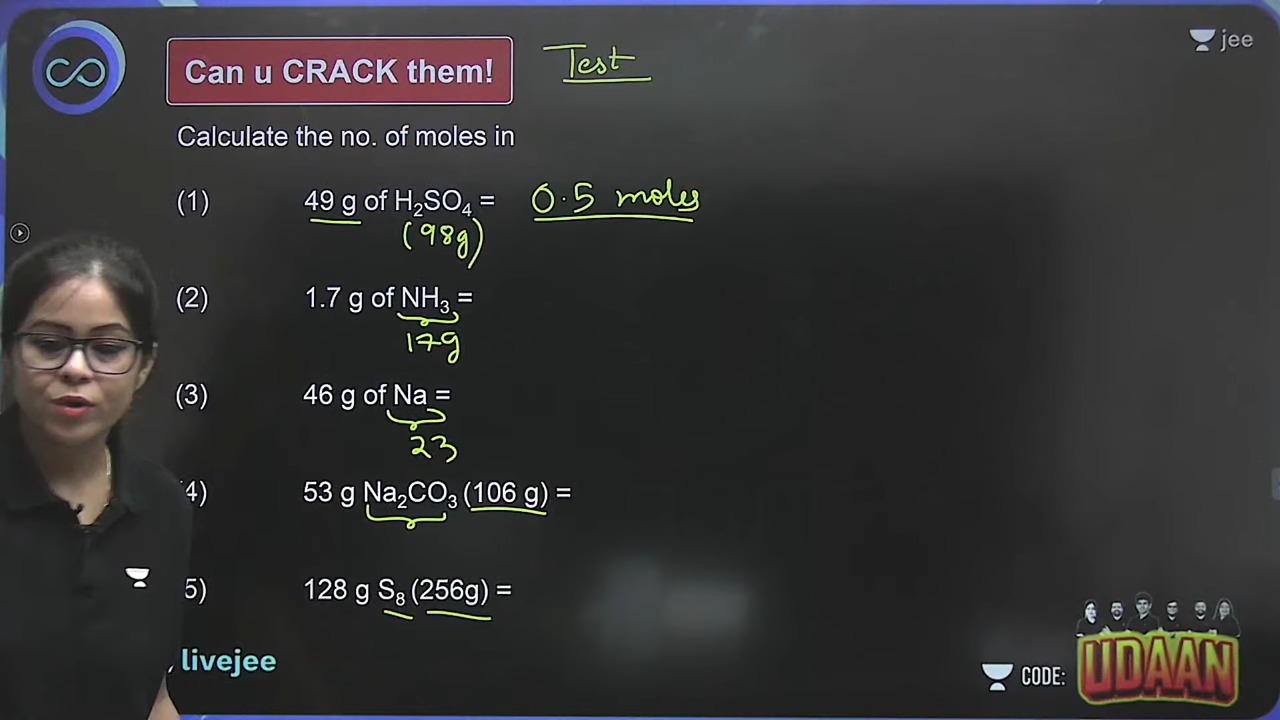 Can u CRACK them! Test
jee
Calculate the no. of moles in
(1) 49 g of H₂SO₄ = 0.5 moles
(98g)
(2) 1.7 g of NH₃ =
17g
(3) 46 g of Na =
23
4) 53 g Na₂CO₃ (106 g) =
5) 128 g S₈ (256g) =
, livejee
CODE: UDAAN